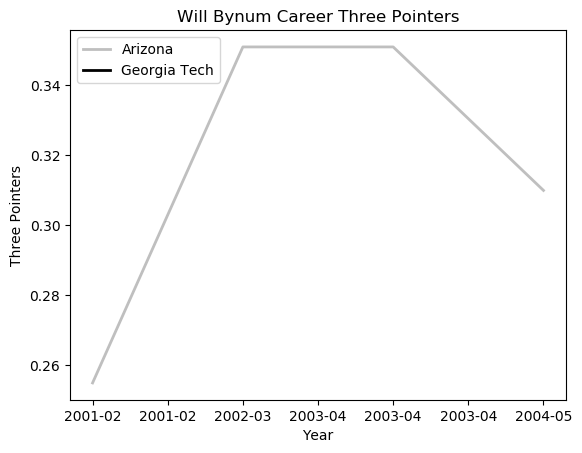 Will Bynum Career Three Pointers
Arizona
Georgia Tech
Three Pointers
0.34
0.32
0.30
0.28
0.26
2001-02 2001-02 2002-03 2003-04 2003-04 2003-04 2004-05
Year